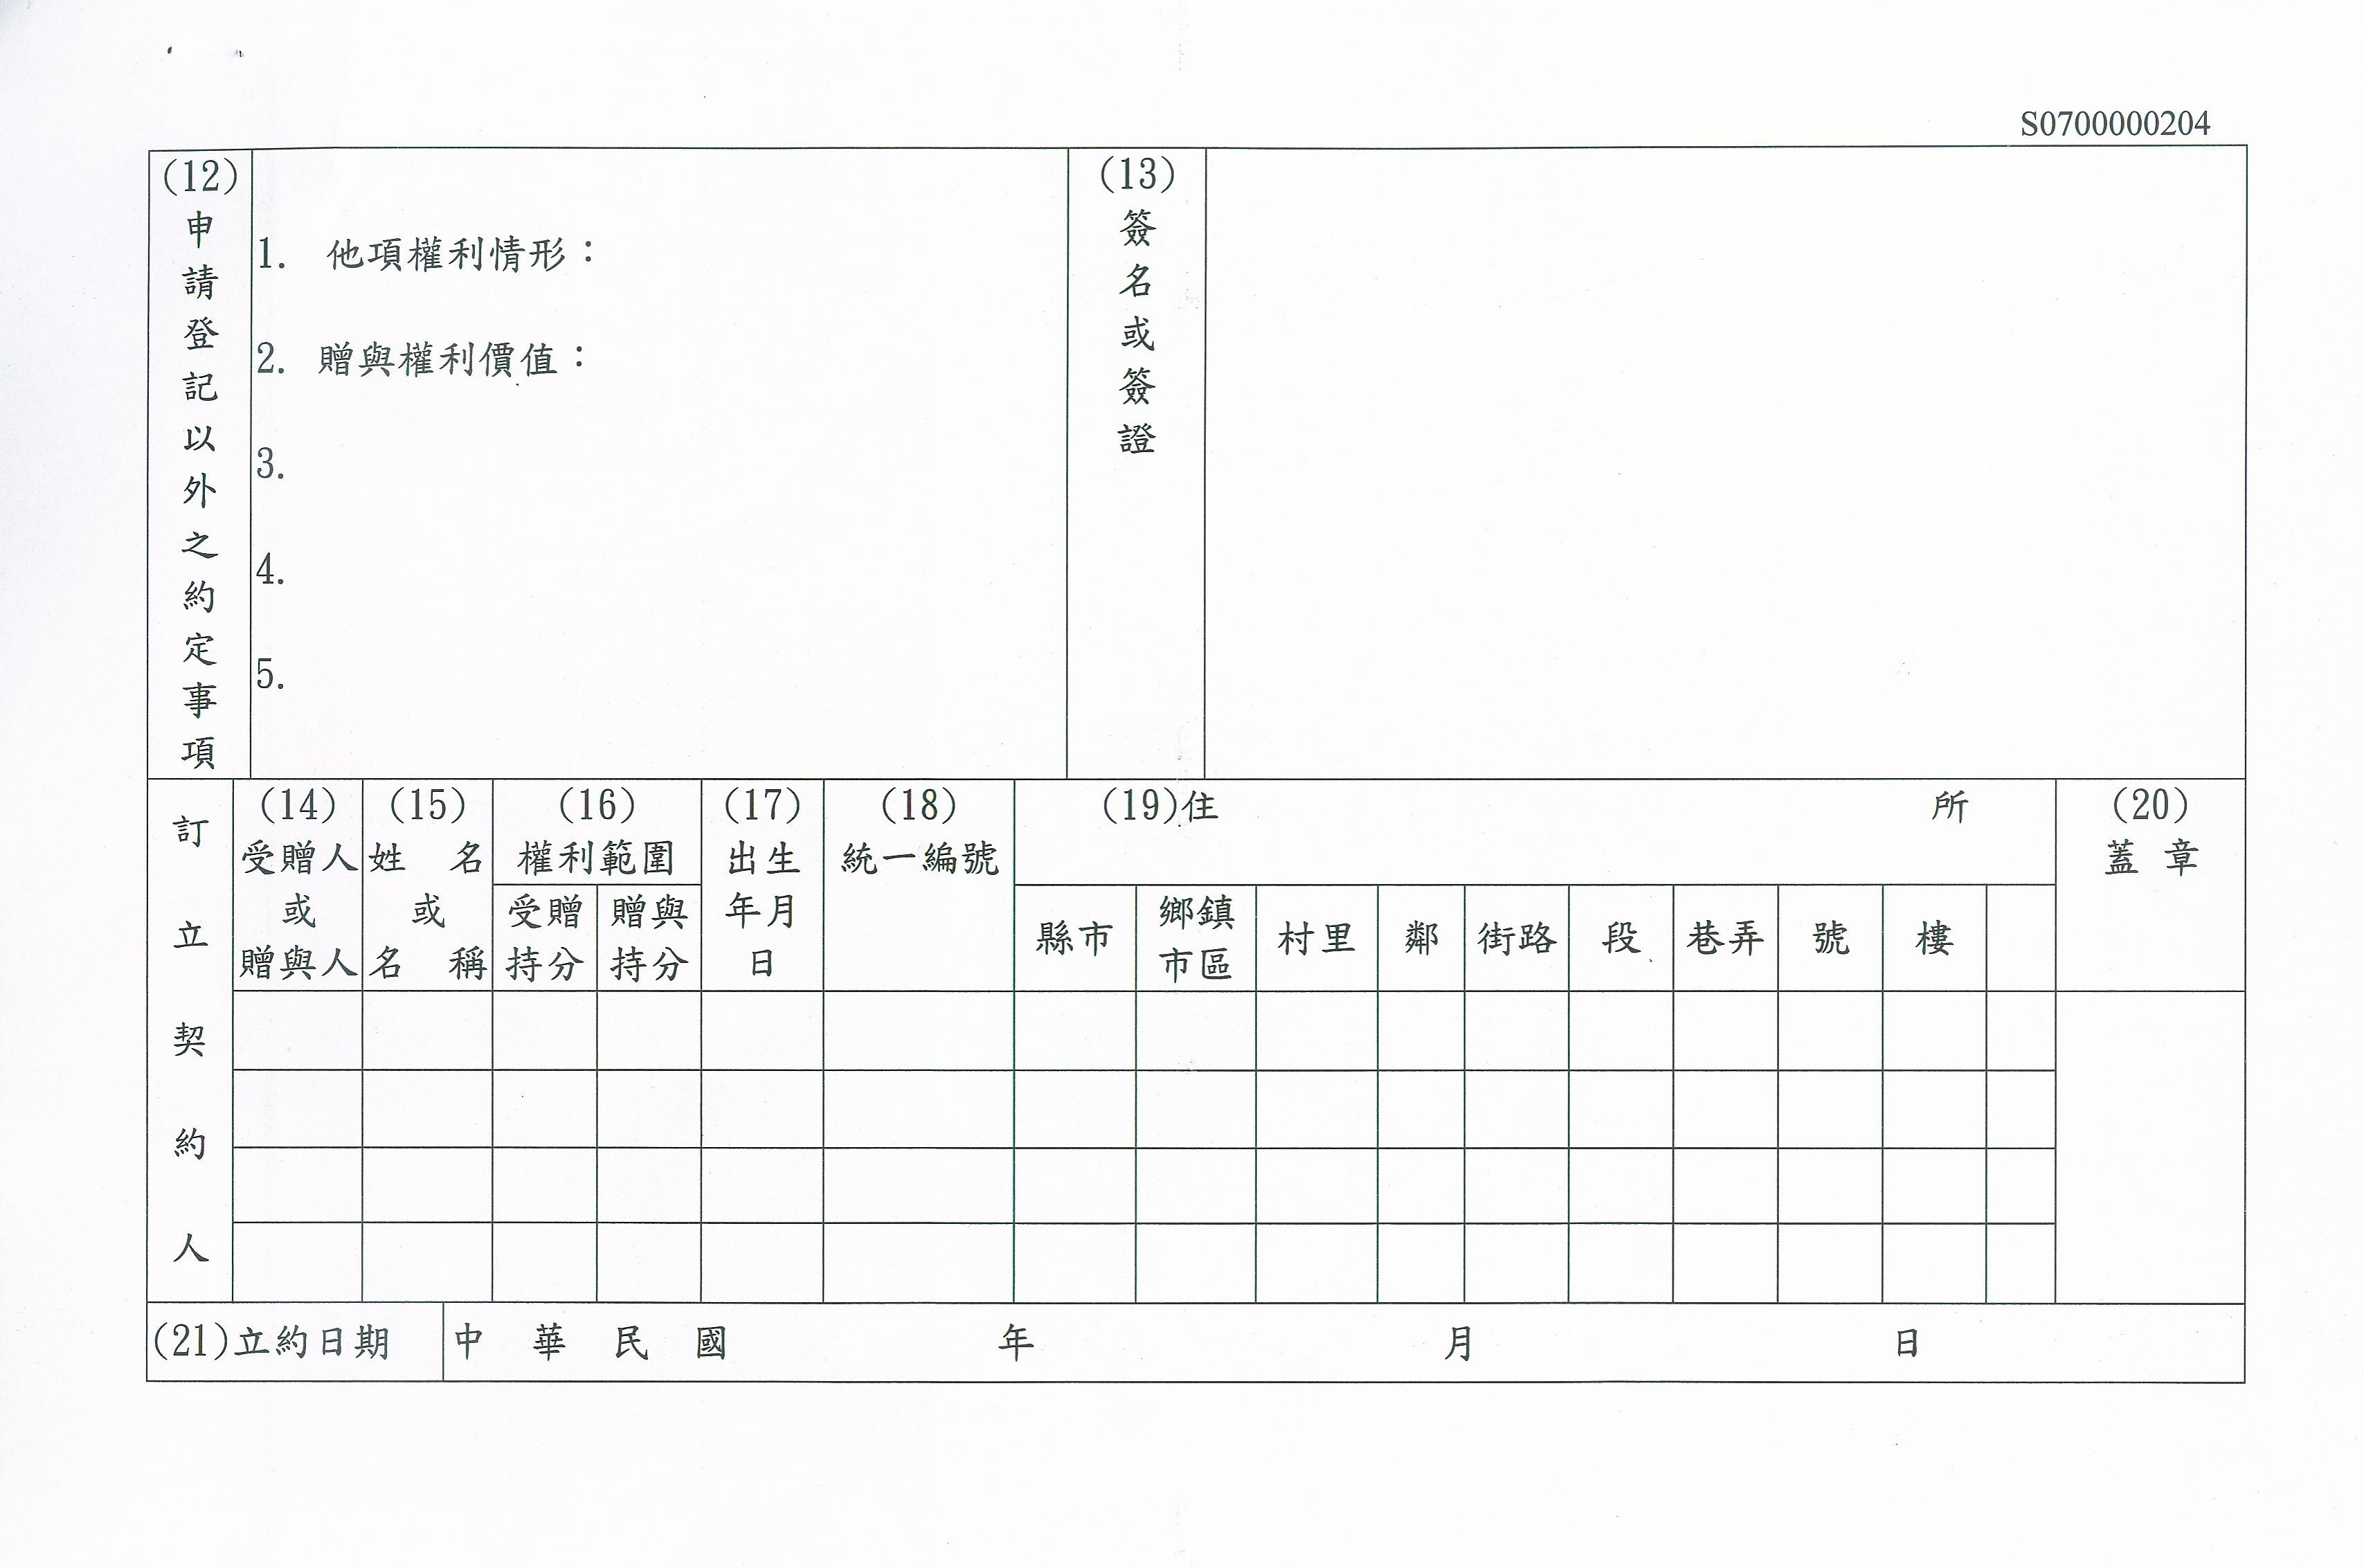 S0700000204
(12)申請登記以外之約定事項
1. 他項權利情形：
2. 贈與權利價值：
3.
4.
5.
(13)簽名或簽證
訂立契約人
(14)受贈人或贈與人
(15)姓名或名稱
(16)權利範圍
受贈持分
贈與持分
(17)出生年月日
(18)統一編號
(19)住 所
縣市
鄉鎮市區
村里
鄰
街路
段
巷弄
號
樓
(20)蓋章
(21)立約日期
中華民國 年 月 日